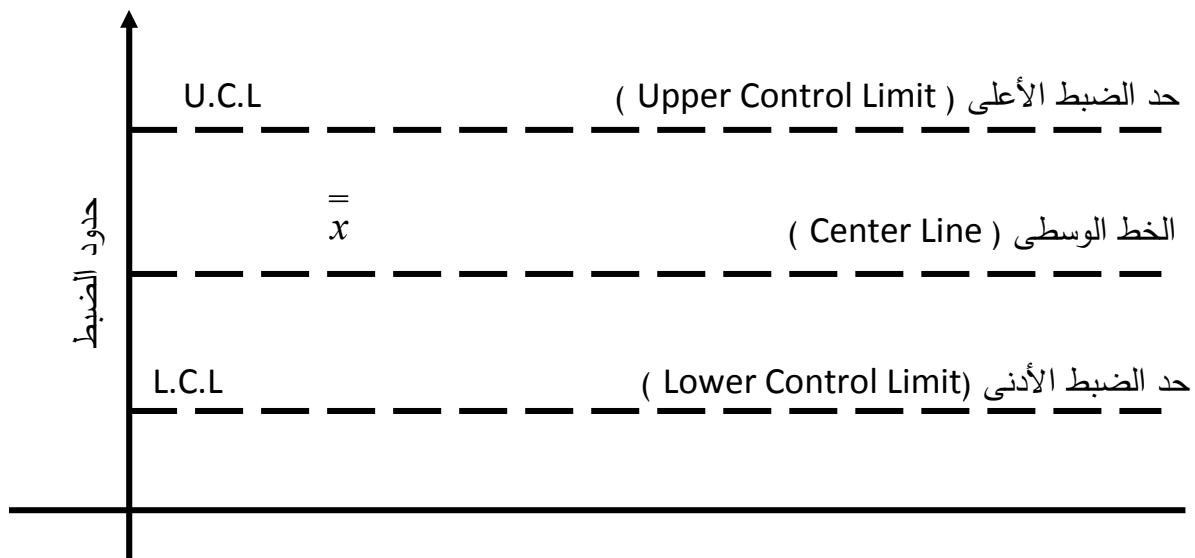 حد الضبط الأعلى ( Upper Control Limit ) U.C.L
الخط الوسطى ( Center Line ) x̿
حدود الضبط
حد الضبط الأدنى (Lower Control Limit ) L.C.L